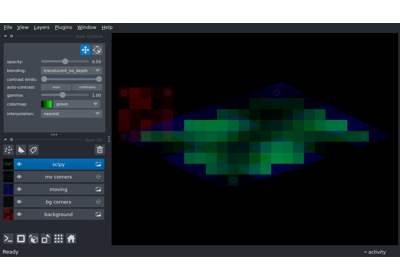 File View Layers Plugins Window Help
opacity: 0.50
blending: translucent_no_depth
contrast limits:
auto-contrast: once continuous
gamma: 1.00
colormap: green
interpolation: nearest
scipy
mv corners
moving
bg corners
background
Ready
activity